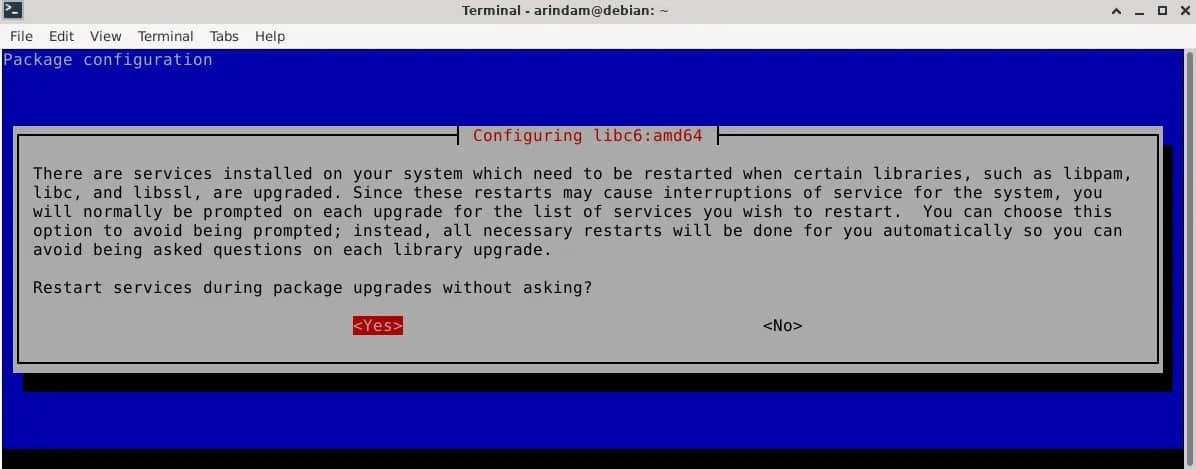 Terminal - arindam@debian: ~
File Edit View Terminal Tabs Help
Package configuration
Configuring libc6:amd64
There are services installed on your system which need to be restarted when certain libraries, such as libpam,
libc, and libssl, are upgraded. Since these restarts may cause interruptions of service for the system, you
will normally be prompted on each upgrade for the list of services you wish to restart.  You can choose this
option to avoid being prompted; instead, all necessary restarts will be done for you automatically so you can
avoid being asked questions on each library upgrade.
Restart services during package upgrades without asking?
<Yes> <No>